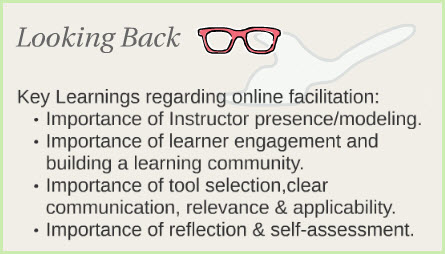 Looking Back
Key Learnings regarding online facilitation:
• Importance of Instructor presence/modeling.
• Importance of learner engagement and
building a learning community.
• Importance of tool selection,clear
communication, relevance & applicability.
• Importance of reflection & self-assessment.